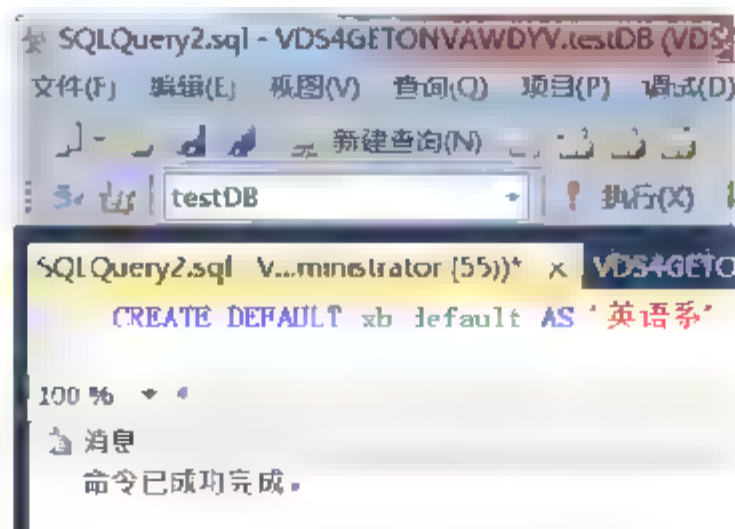 SQLQuery2.sql - VDS4GETONVAWDYV.testDB (VDS
文件(F) 编辑(E) 视图(V) 查询(Q) 项目(P) 调试(D)
新建查询(N)
testDB 执行(X)
SQLQuery2.sql V...ministrator (55))* × VDS4GETO
CREATE DEFAULT xb default AS '英语系'
100 %
消息
命令已成功完成。